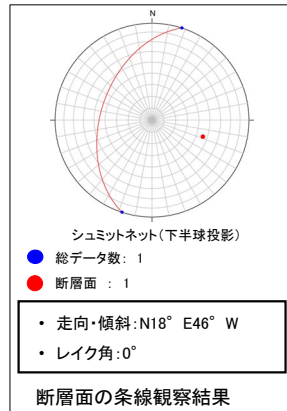 N
シュミットネット(下半球投影)
総データ数: 1
断層面 : 1
・ 走向・傾斜:N18° E46° W
・ レイク角:0°
断層面の条線観察結果